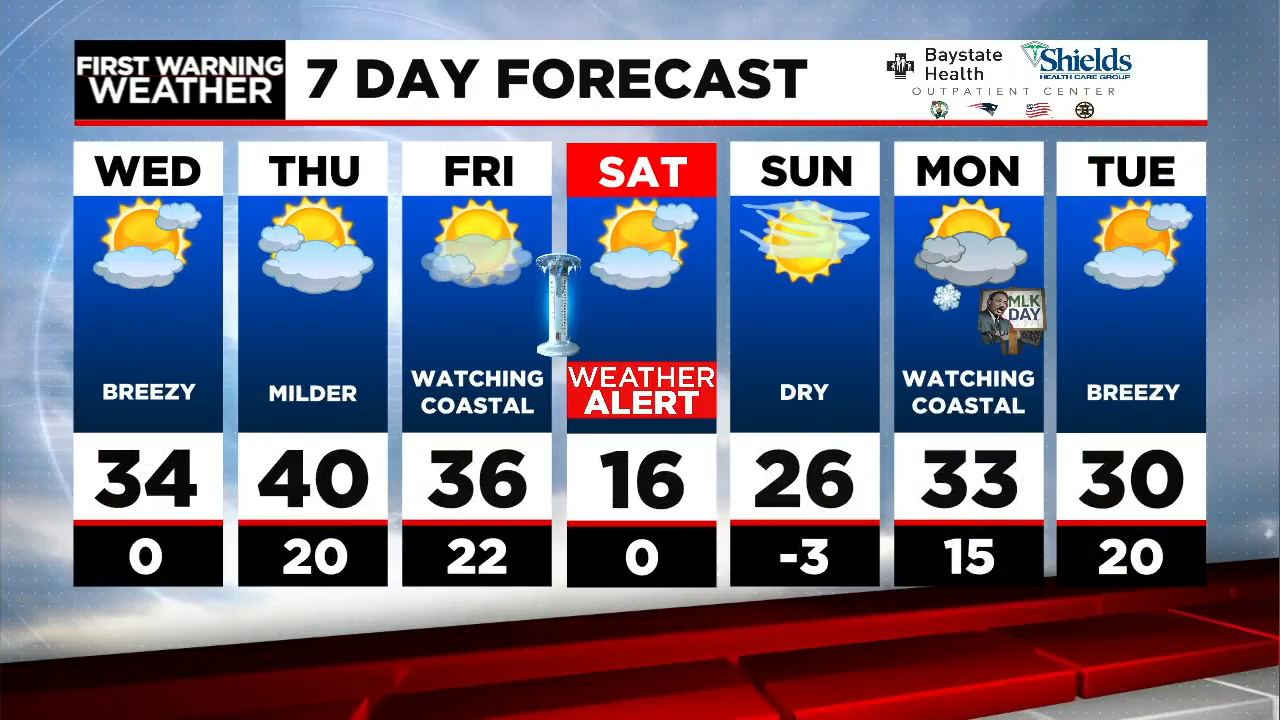 FIRST WARNING
WEATHER
7 DAY FORECAST
Baystate
Health
Shields
HEALTH CARE GROUP
OUTPATIENT CENTER
WED
THU
FRI
SAT
SUN
MON
TUE
MLK
DAY
BREEZY
MILDER
WATCHING
COASTAL
WEATHER
ALERT
DRY
WATCHING
COASTAL
BREEZY
34
40
36
16
26
33
30
0
20
22
0
-3
15
20